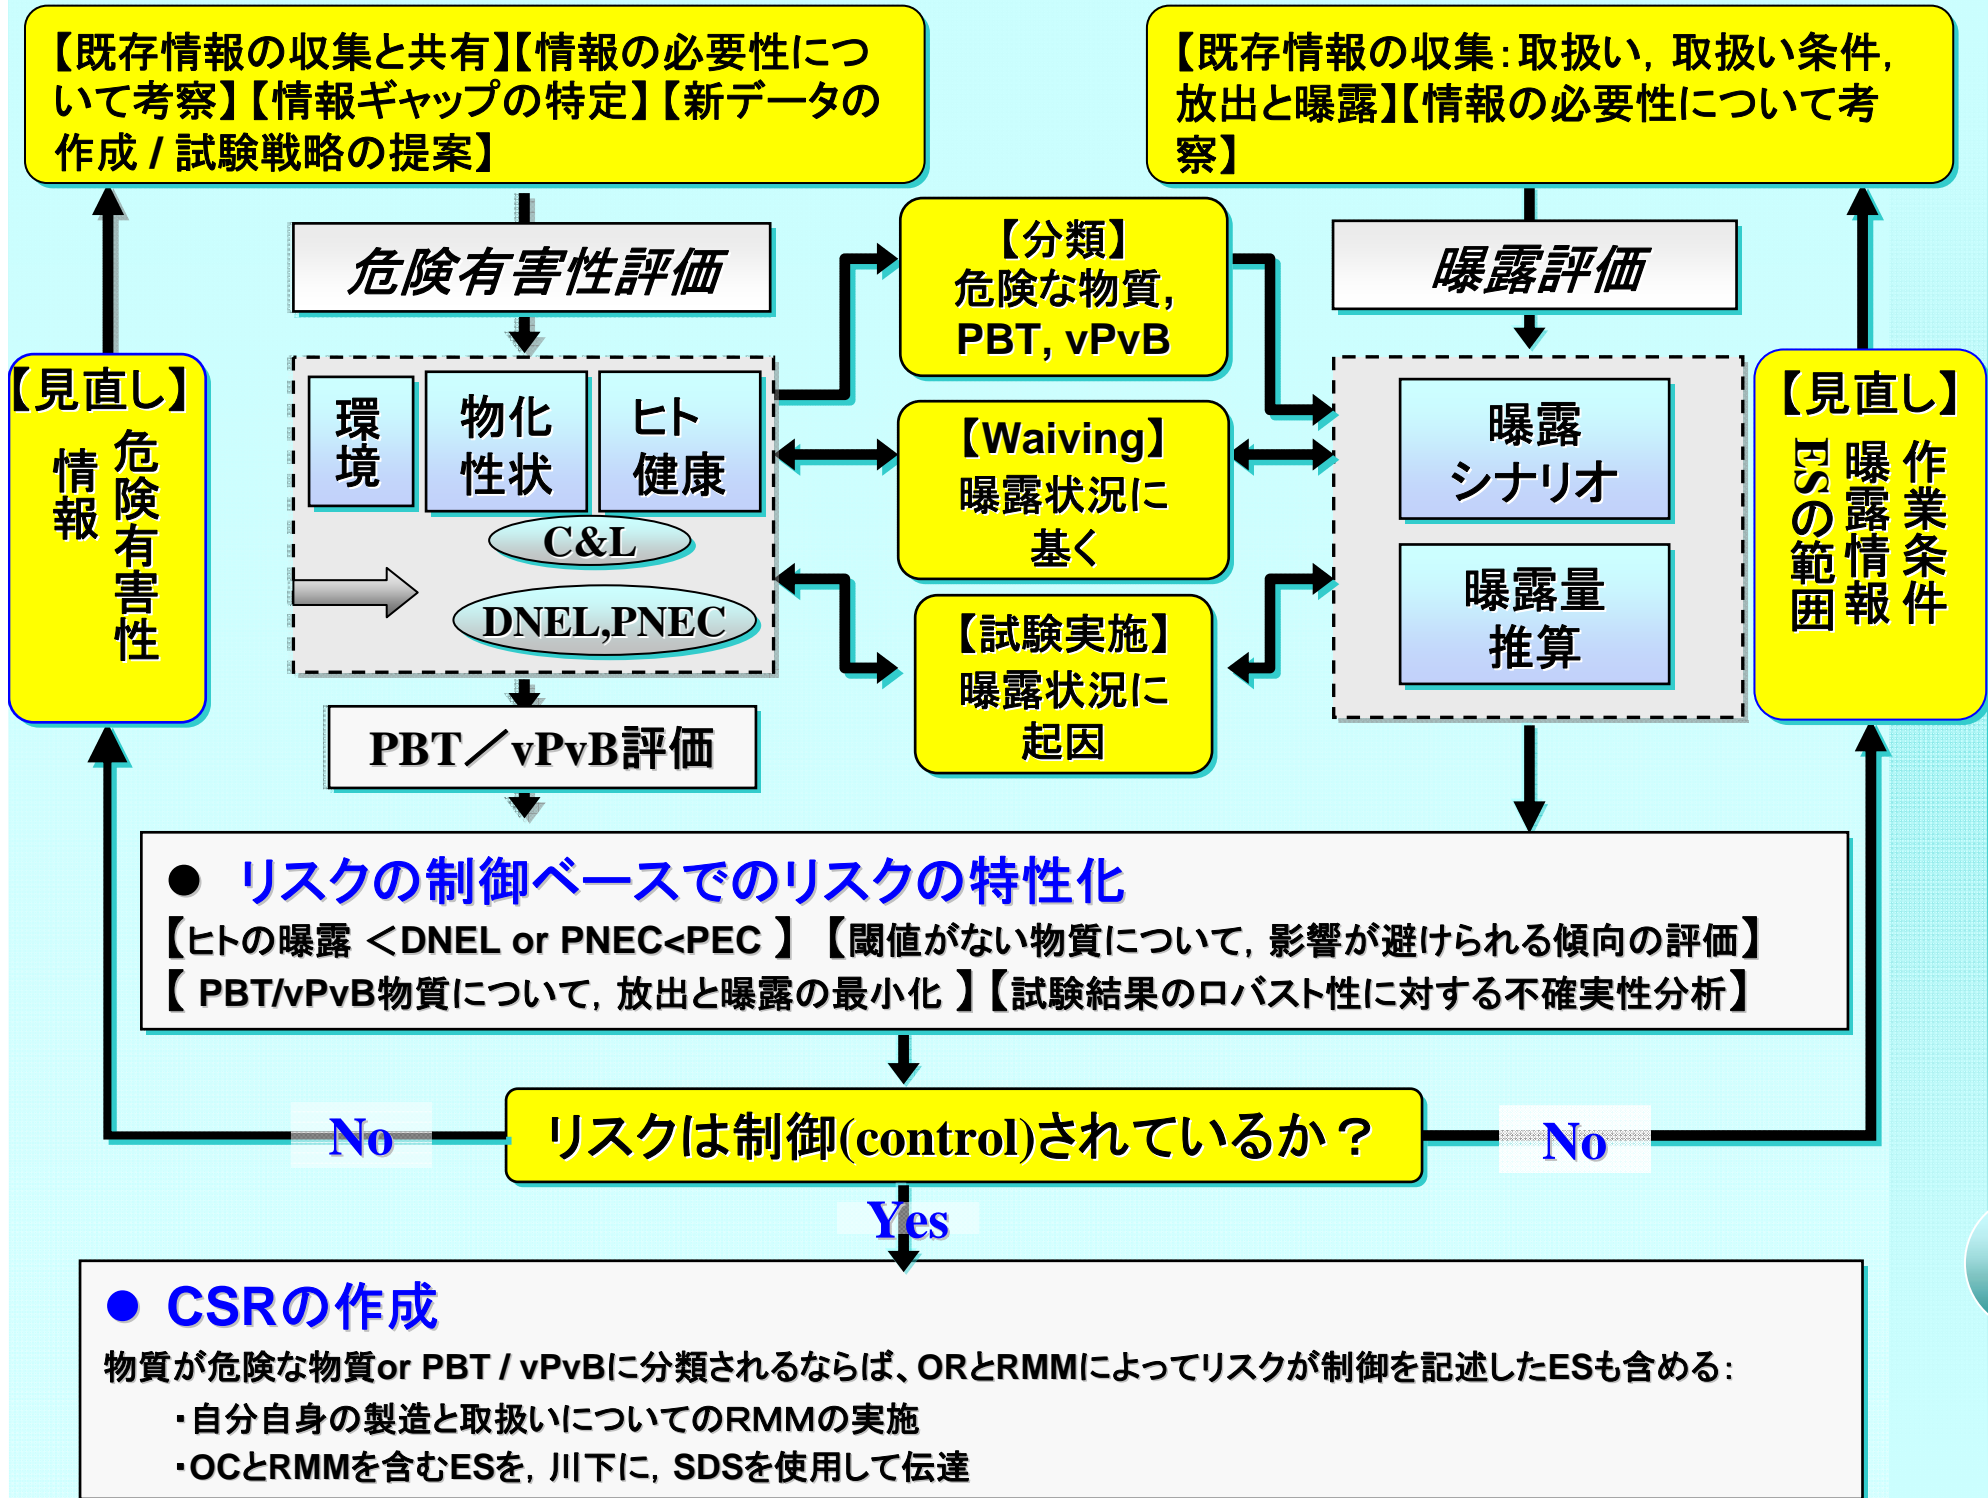 【既存情報の収集と共有】【情報の必要性につ
いて考察】【情報ギャップの特定】【新データの
作成 / 試験戦略の提案】
【既存情報の収集：取扱い，取扱い条件，
放出と曝露】【情報の必要性について考
察】
危険有害性評価
【分類】
危険な物質，
PBT, vPvB
曝露評価
【見直し】
危険有害性
情報
環
境
物化
性状
ヒト
健康
C&L
DNEL,PNEC
【Waiving】
曝露状況に
基く
【試験実施】
曝露状況に
起因
曝露
シナリオ
曝露量
推算
【見直し】
作業条件
曝露情報
ESの範囲
PBT／vPvB評価
● リスクの制御ベースでのリスクの特性化
【ヒトの曝露 ＜DNEL or PNEC<PEC 】 【閾値がない物質について，影響が避けられる傾向の評価】
【 PBT/vPvB物質について，放出と曝露の最小化 】【試験結果のロバスト性に対する不確実性分析】
No
リスクは制御(control)されているか？
No
Yes
● CSRの作成
物質が危険な物質or PBT / vPvBに分類されるならば、ORとRMMによってリスクが制御を記述したESも含める：
・自分自身の製造と取扱いについてのRMMの実施
・OCとRMMを含むESを，川下に，SDSを使用して伝達